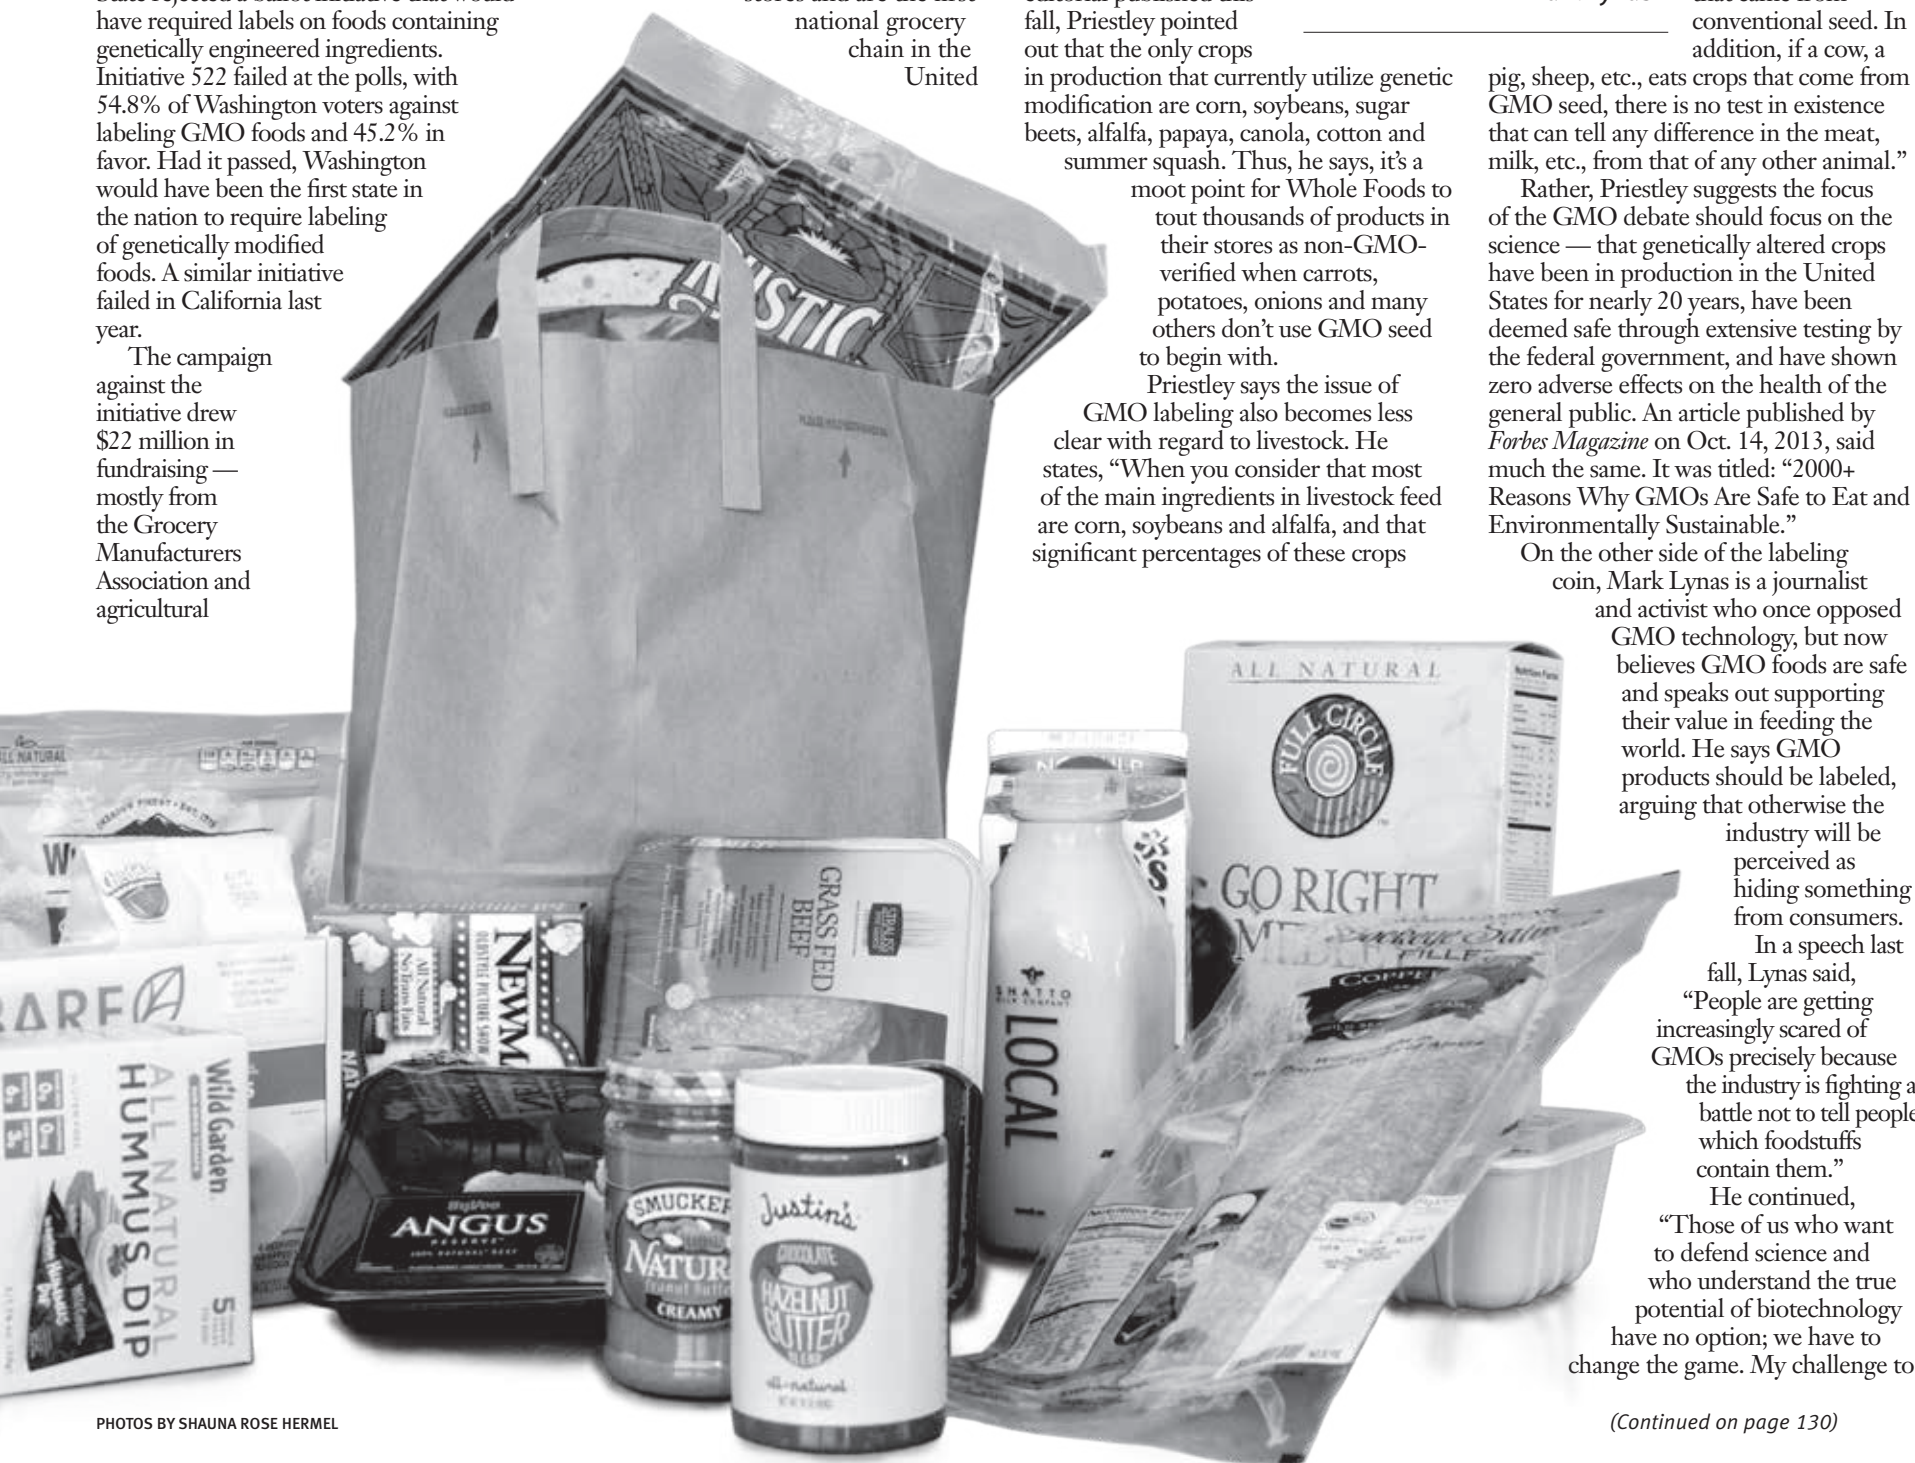 have required labels on foods containing
genetically engineered ingredients.
Initiative 522 failed at the polls, with
54.8% of Washington voters against
labeling GMO foods and 45.2% in
favor. Had it passed, Washington
would have been the first state in
the nation to require labeling
of genetically modified
foods. A similar initiative
failed in California last
year.
The campaign
against the
initiative drew
$22 million in
fundraising —
mostly from
the Grocery
Manufacturers
Association and
agricultural
national grocery
chain in the
United
fall, Priestley pointed
out that the only crops
in production that currently utilize genetic
modification are corn, soybeans, sugar
beets, alfalfa, papaya, canola, cotton and
summer squash. Thus, he says, it’s a
moot point for Whole Foods to
tout thousands of products in
their stores as non-GMO-
verified when carrots,
potatoes, onions and many
others don’t use GMO seed
to begin with.
Priestley says the issue of
GMO labeling also becomes less
clear with regard to livestock. He
states, “When you consider that most
of the main ingredients in livestock feed
are corn, soybeans and alfalfa, and that
significant percentages of these crops
conventional seed. In
addition, if a cow, a
pig, sheep, etc., eats crops that come from
GMO seed, there is no test in existence
that can tell any difference in the meat,
milk, etc., from that of any other animal.”
Rather, Priestley suggests the focus
of the GMO debate should focus on the
science — that genetically altered crops
have been in production in the United
States for nearly 20 years, have been
deemed safe through extensive testing by
the federal government, and have shown
zero adverse effects on the health of the
general public. An article published by
Forbes Magazine on Oct. 14, 2013, said
much the same. It was titled: “2000+
Reasons Why GMOs Are Safe to Eat and
Environmentally Sustainable.”
On the other side of the labeling
coin, Mark Lynas is a journalist
and activist who once opposed
GMO technology, but now
believes GMO foods are safe
and speaks out supporting
their value in feeding the
world. He says GMO
products should be labeled,
arguing that otherwise the
industry will be
perceived as
hiding something
from consumers.
In a speech last
fall, Lynas said,
“People are getting
increasingly scared of
GMOs precisely because
the industry is fighting a
battle not to tell people
which foodstuffs
contain them.”
He continued,
“Those of us who want
to defend science and
who understand the true
potential of biotechnology
have no option; we have to
change the game. My challenge to
RUSTIC
ALL NATURAL
BARE
Wild Garden
ALL NATURAL
HUMMUS DIP
5
NEWM
All Natural
No Trans Fats
GRASS FED
BEEF
HyVee
ANGUS
RESERVE
100% NATURAL BEEF
SMUCKER
NATUR
CREAMY
Justin's
CHOCOLATE
HAZELNUT
BUTTER
all-natural
SHATTO
MILK COMPANY
LOCAL
ALL NATURAL
FULL CIRCLE
GO RIGHT
Nutrition Facts
Sockeye
COPPER
PHOTOS BY SHAUNA ROSE HERMEL
(Continued on page 130)